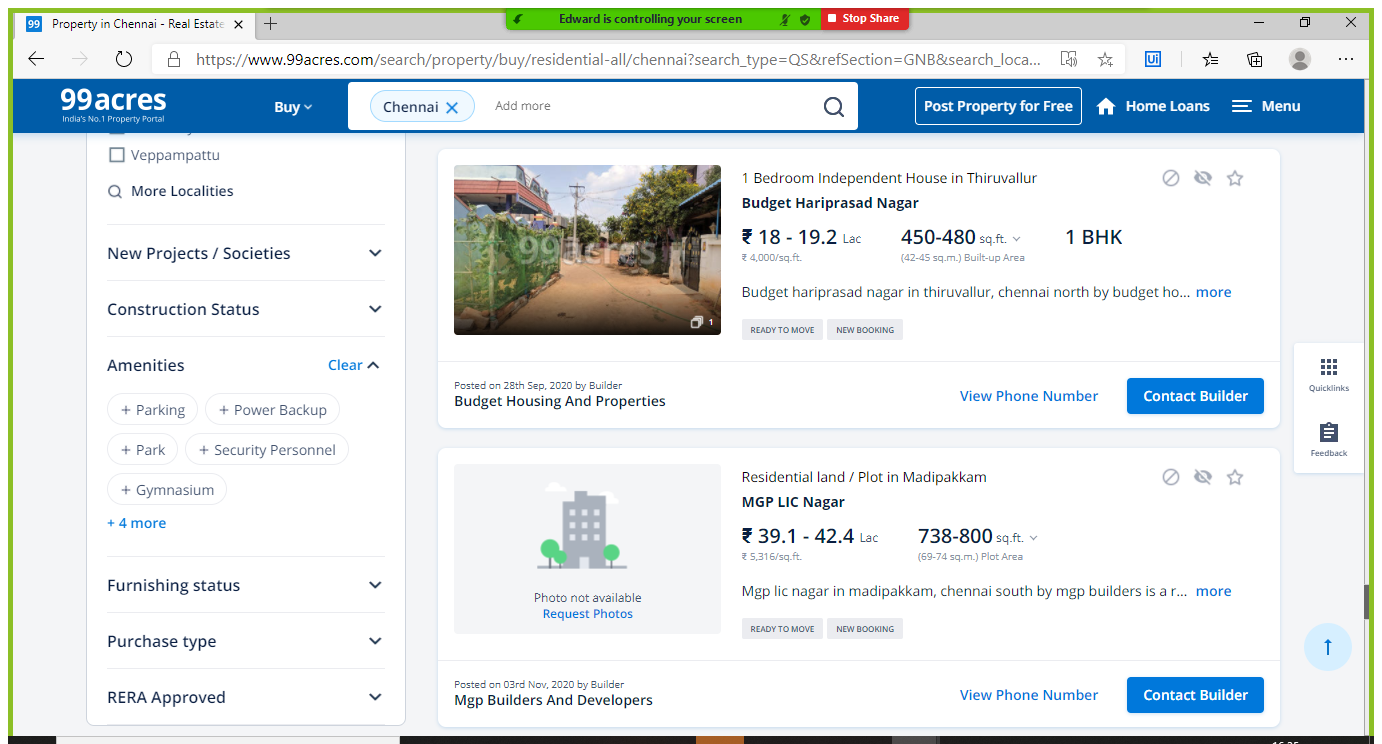 99 Property in Chennai - Real Estate
Edward is controlling your screen
Stop Share
https://www.99acres.com/search/property/buy/residential-all/chennai?search_type=QS&refSection=GNB&search_loca...
Ui
99acres
India's No.1 Property Portal
Buy
Chennai
Add more
Post Property for Free
Home Loans
Menu
Veppampattu
More Localities
New Projects / Societies
Construction Status
Amenities
Clear
+ Parking
+ Power Backup
+ Park
+ Security Personnel
+ Gymnasium
+ 4 more
Furnishing status
Purchase type
RERA Approved
99acres
1
1 Bedroom Independent House in Thiruvallur
Budget Hariprasad Nagar
₹ 18 - 19.2 Lac
450-480 sq.ft.
1 BHK
₹ 4,000/sq.ft.
(42-45 sq.m.) Built-up Area
Budget hariprasad nagar in thiruvallur, chennai north by budget ho... more
READY TO MOVE
NEW BOOKING
Posted on 28th Sep, 2020 by Builder
Budget Housing And Properties
View Phone Number
Contact Builder
Photo not available
Request Photos
Residential land / Plot in Madipakkam
MGP LIC Nagar
₹ 39.1 - 42.4 Lac
738-800 sq.ft.
₹ 5,316/sq.ft.
(69-74 sq.m.) Plot Area
Mgp lic nagar in madipakkam, chennai south by mgp builders is a r... more
READY TO MOVE
NEW BOOKING
Posted on 03rd Nov, 2020 by Builder
Mgp Builders And Developers
View Phone Number
Contact Builder
Quicklinks
Feedback